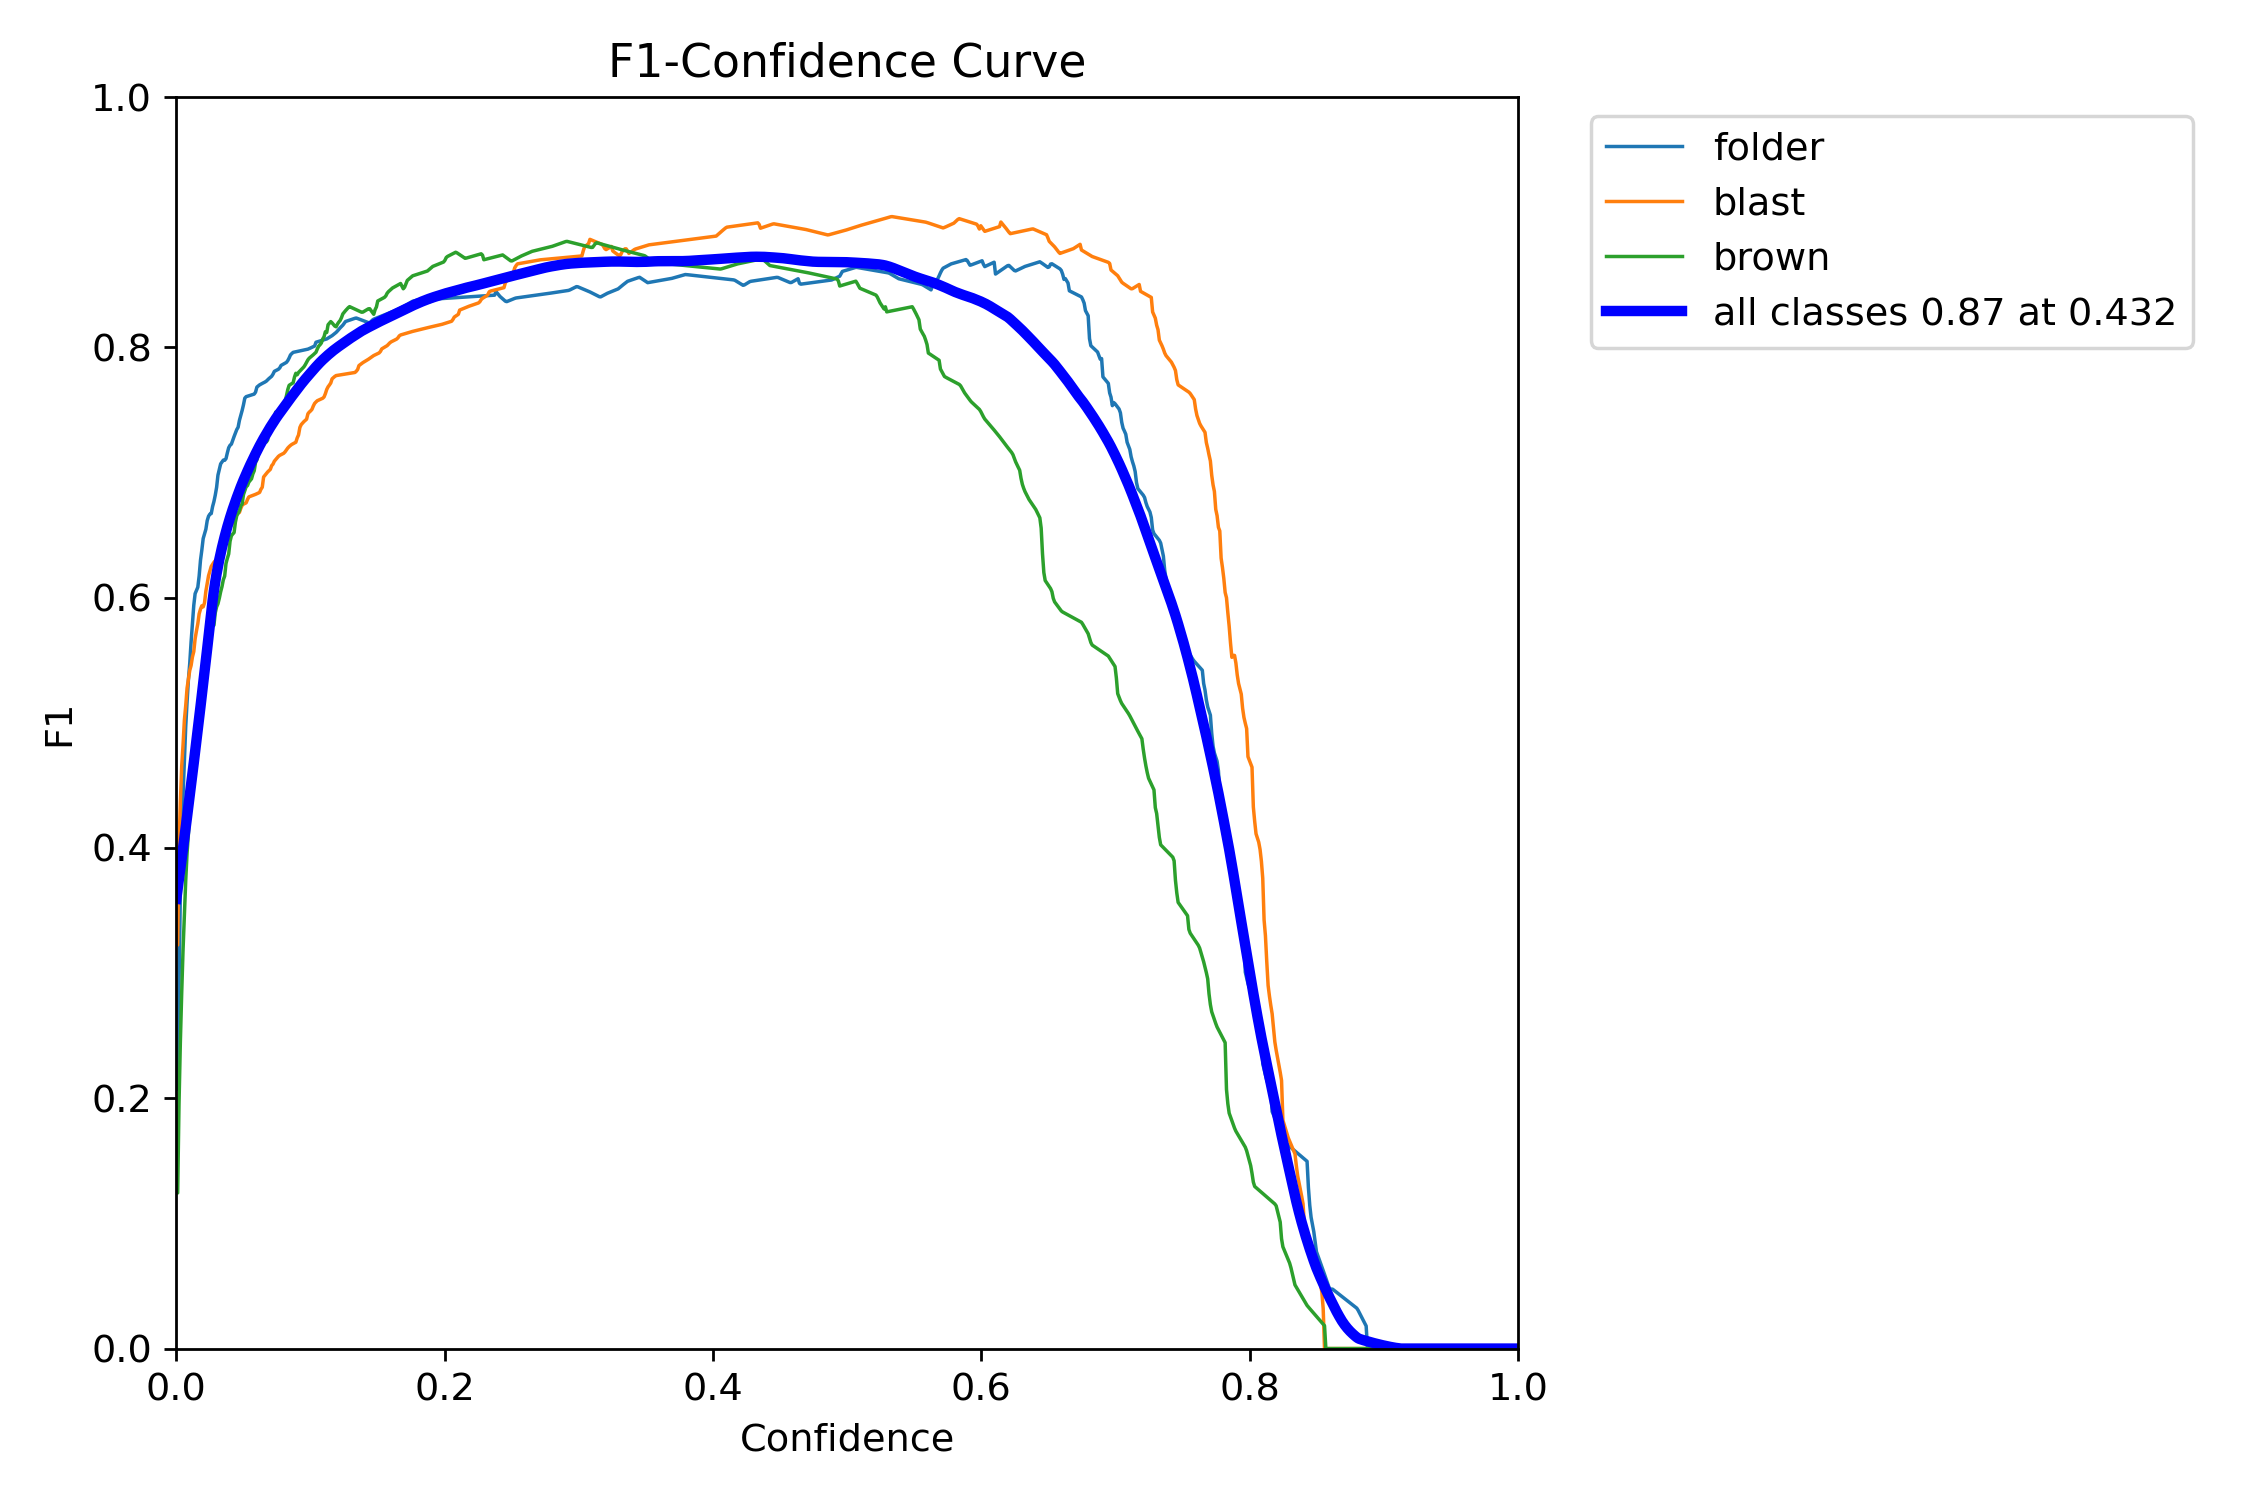 F1-Confidence Curve
1.0
0.8
0.6
0.4
0.2
0.0
F1
0.0 0.2 0.4 0.6 0.8 1.0
Confidence
folder
blast
brown
all classes 0.87 at 0.432